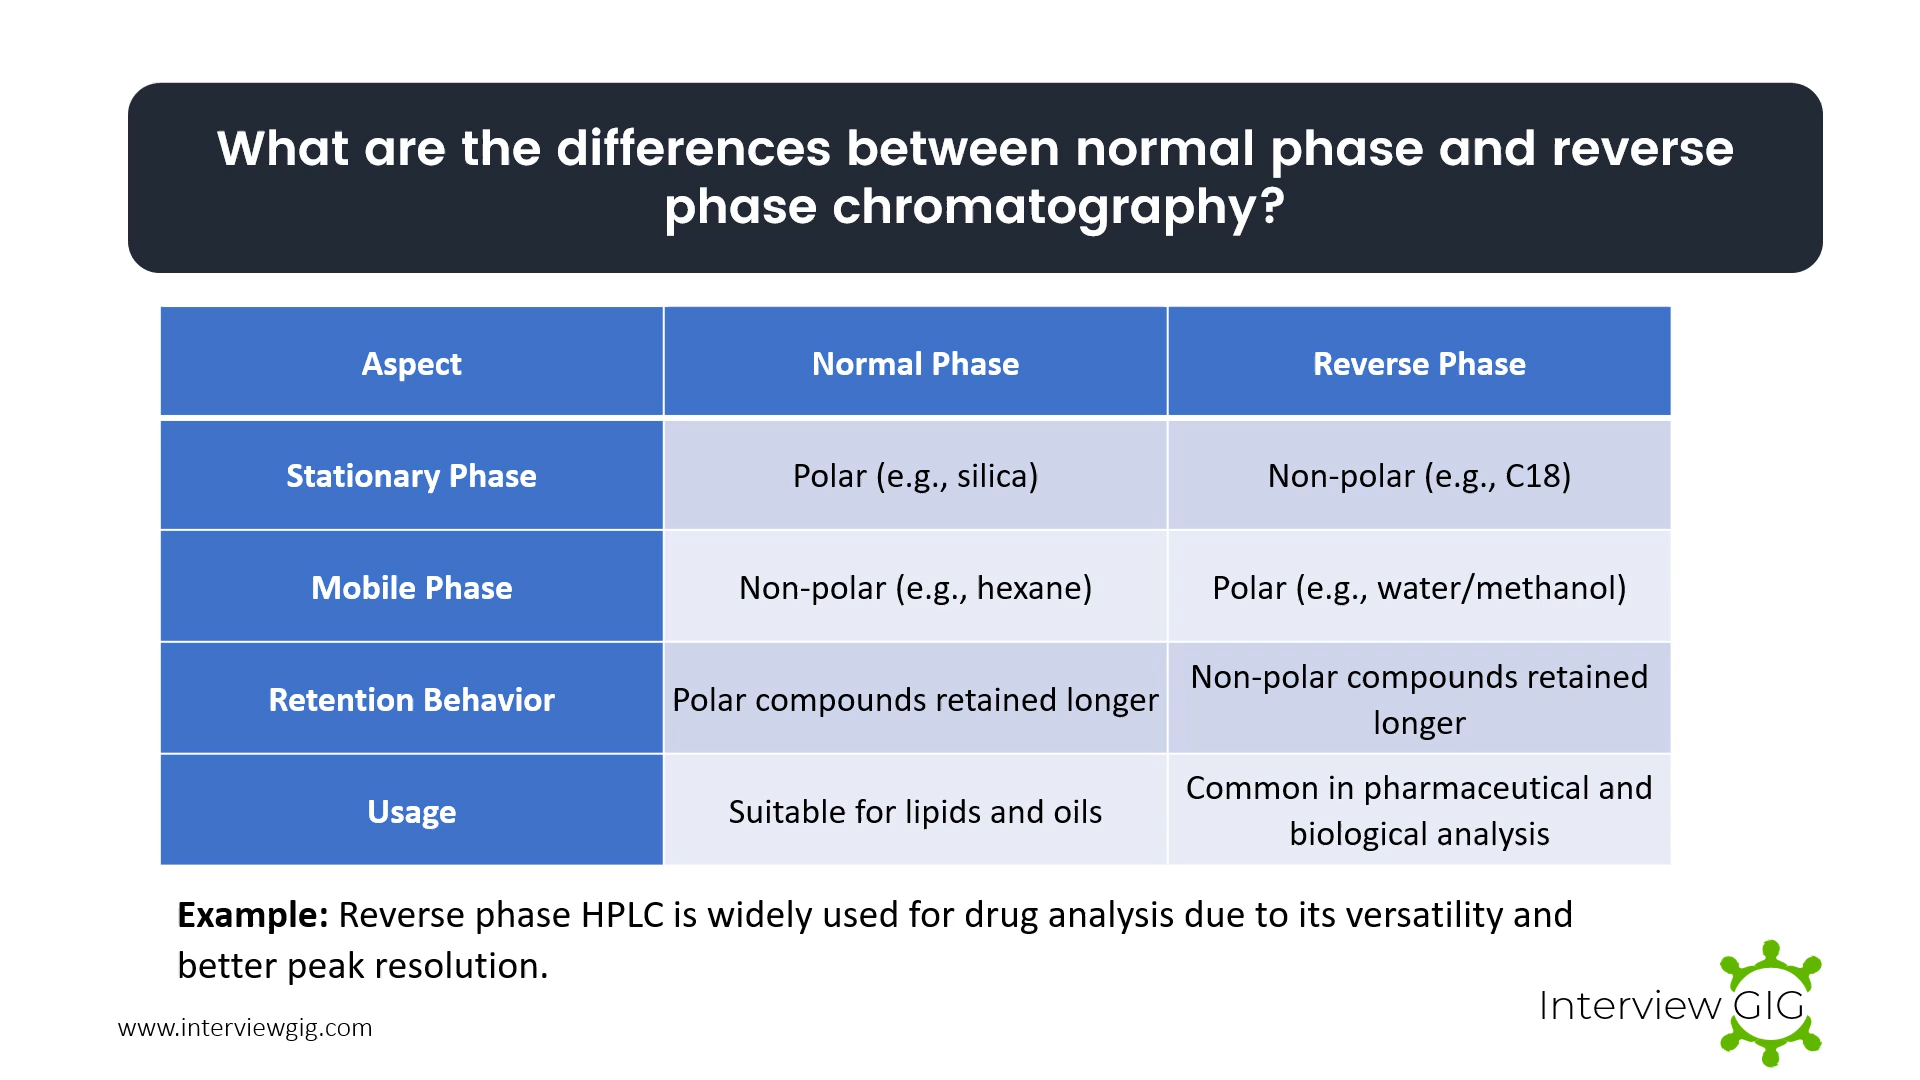 What are the differences between normal phase and reverse
phase chromatography?
Aspect
Normal Phase
Reverse Phase
Stationary Phase
Polar (e.g., silica)
Non-polar (e.g., C18)
Mobile Phase
Non-polar (e.g., hexane)
Polar (e.g., water/methanol)
Retention Behavior
Polar compounds retained longer
Non-polar compounds retained
longer
Usage
Suitable for lipids and oils
Common in pharmaceutical and
biological analysis
Example: Reverse phase HPLC is widely used for drug analysis due to its versatility and
better peak resolution.
Interview GIG
www.interviewgig.com